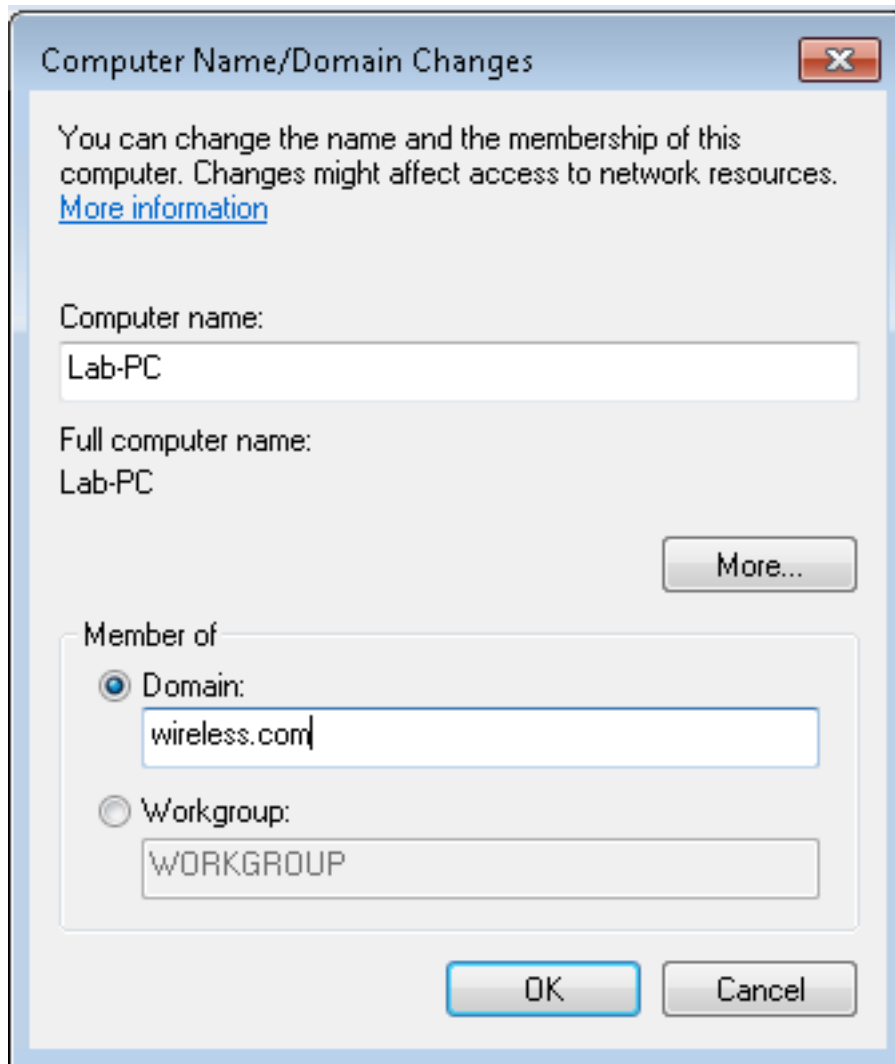 Computer Name/Domain Changes
You can change the name and the membership of this
computer. Changes might affect access to network resources.
More information
Computer name:
Lab-PC
Full computer name:
Lab-PC
More...
Member of
Domain:
wireless.com
Workgroup:
WORKGROUP
OK Cancel